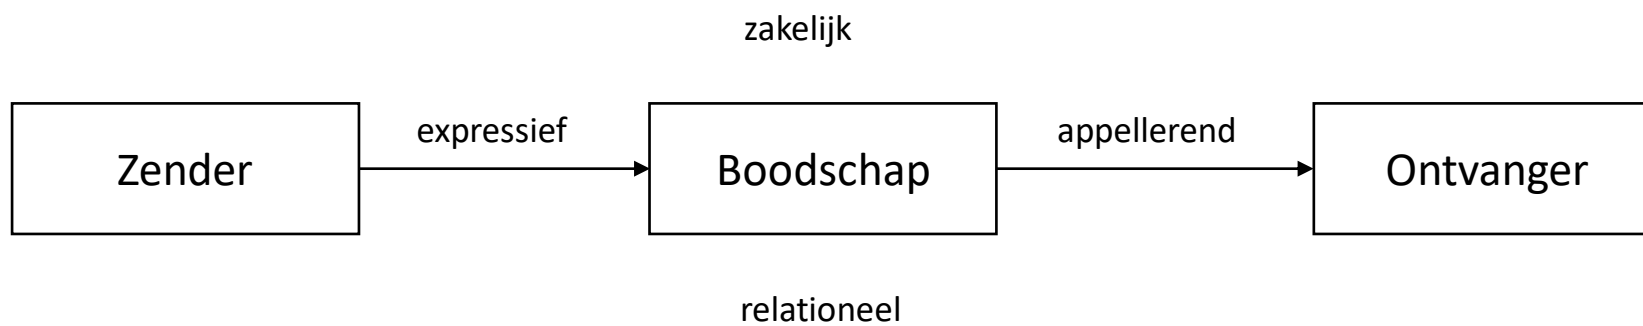 zakelijk
expressief
appellerend
Zender
Boodschap
Ontvanger
relationeel